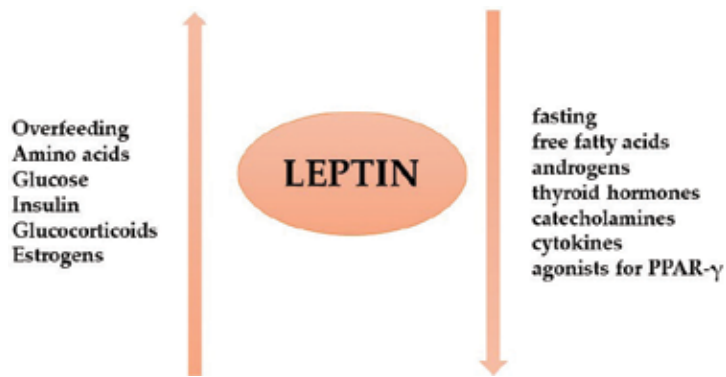 Overfeeding
Amino acids
Glucose
Insulin
Glucocorticoids
Estrogens
LEPTIN
fasting
free fatty acids
androgens
thyroid hormones
catecholamines
cytokines
agonists for PPAR-γ